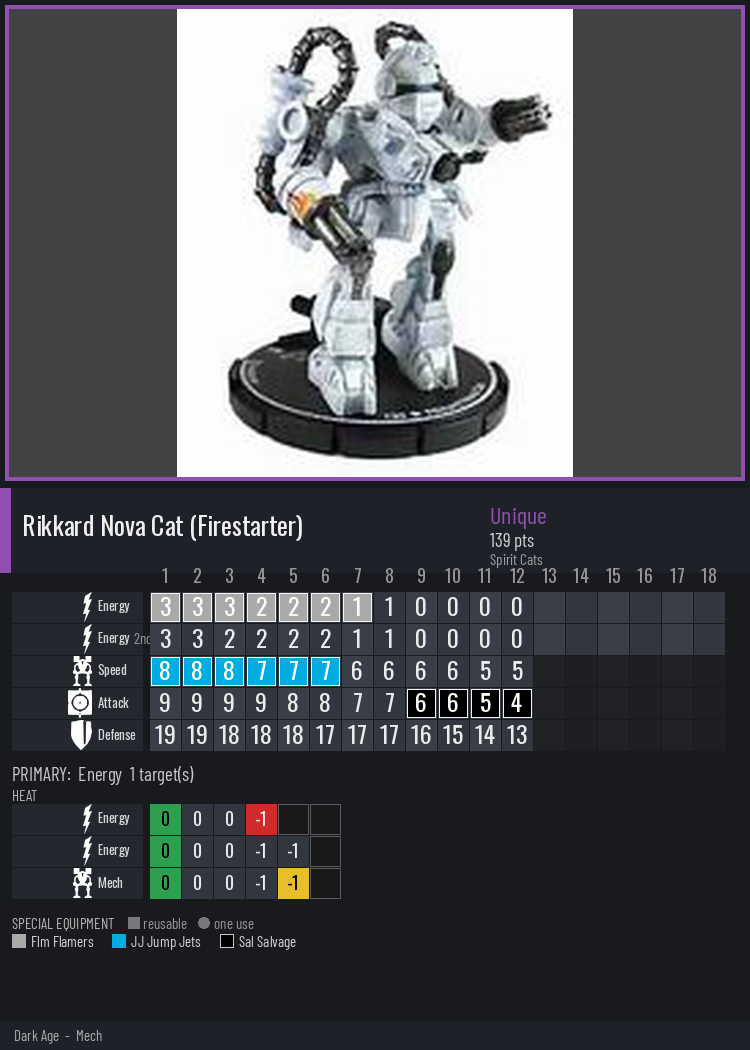 Rikkard Nova Cat (Firestarter)
Unique
139 pts
Spirit Cats
1 2 3 4 5 6 7 8 9 10 11 12 13 14 15 16 17 18
Energy 3 3 3 2 2 2 1 1 0 0 0 0
Energy 2nd 3 3 2 2 2 2 1 1 0 0 0 0
Speed 8 8 8 7 7 7 6 6 6 6 5 5
Attack 9 9 9 9 8 8 7 7 6 6 5 4
Defense 19 19 18 18 18 17 17 17 16 15 14 13
PRIMARY: Energy 1 target(s)
HEAT
Energy 0 0 0 -1
Energy 0 0 0 -1 -1
Mech 0 0 0 -1 -1
SPECIAL EQUIPMENT reusable one use
Flm Flamers JJ Jump Jets Sal Salvage
Dark Age - Mech